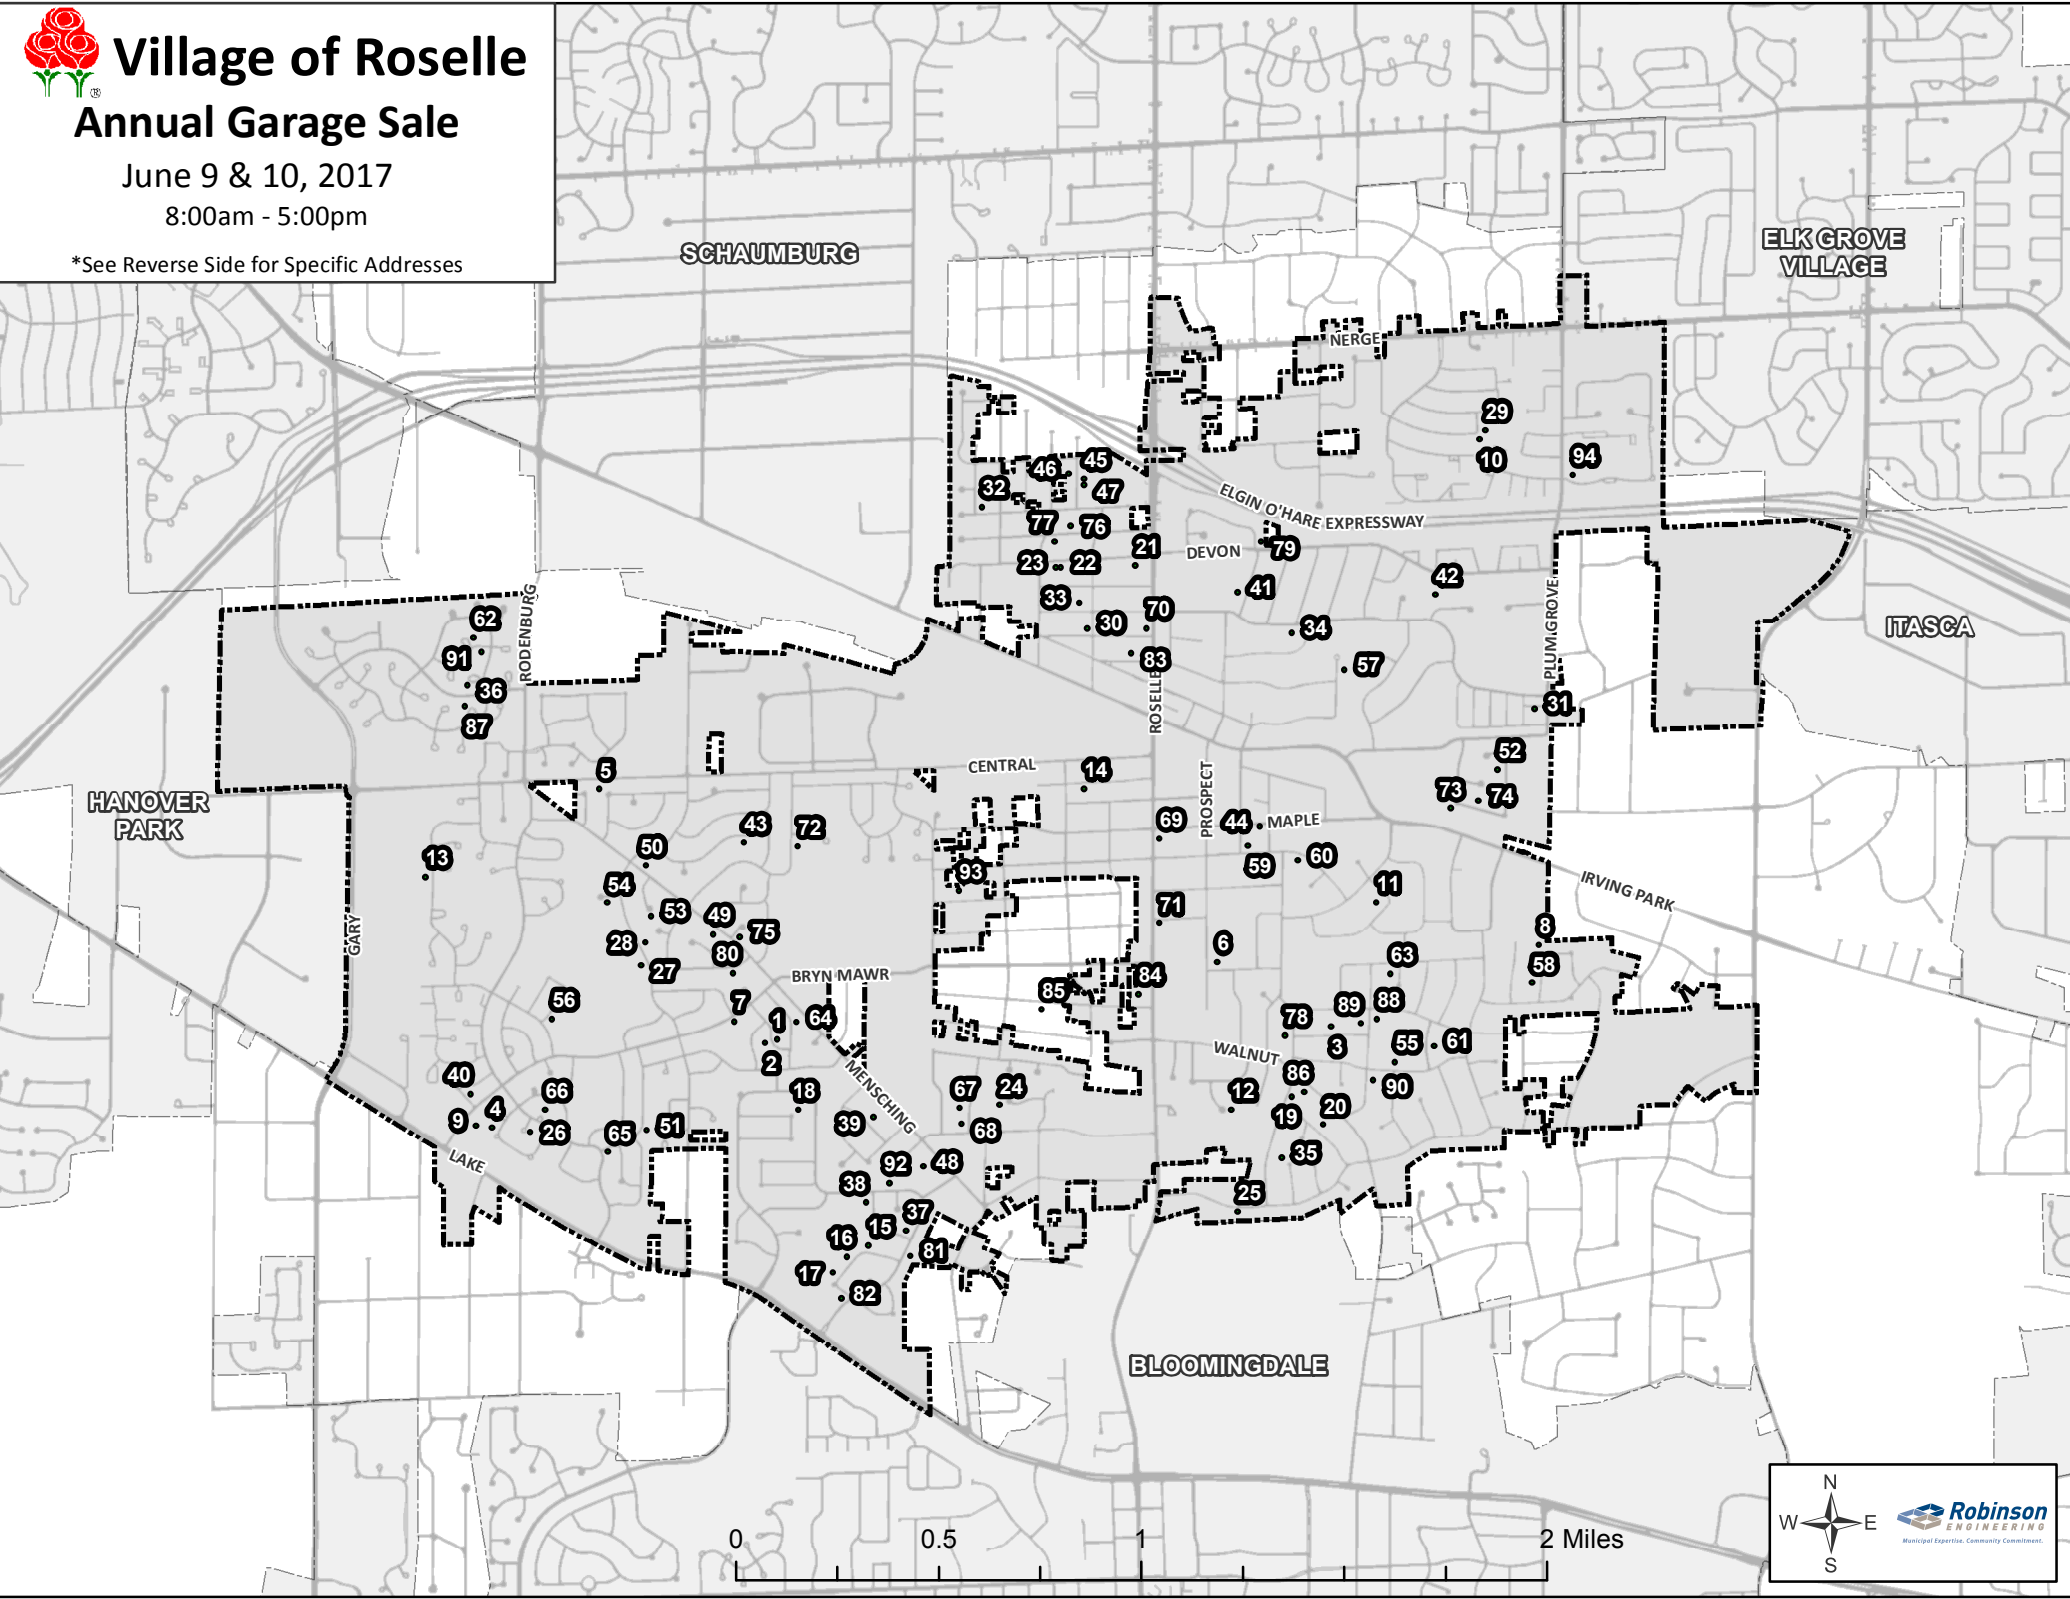 Village of Roselle
®
Annual Garage Sale
June 9 & 10, 2017
8:00am - 5:00pm
*See Reverse Side for Specific Addresses
SCHAUMBURG
ELK GROVE
VILLAGE
NERGE
29
10
94
45
46
47
32
ELGIN O'HARE EXPRESSWAY
77
76
21
DEVON
79
23
22
42
41
33
30
70
34
83
57
ROSELLE
PLUM GROVE
31
ITASCA
62
RODENBURG
91
36
87
5
CENTRAL
14
52
73
74
HANOVER
PARK
PROSPECT
43
72
69
44
MAPLE
50
13
59
60
93
54
11
IRVING PARK
53
49
75
71
8
GARY
28
80
6
63
58
27
BRYN MAWR
84
85
56
7
1
64
89
88
78
3
55
61
WALNUT
2
MENSCHING
40
18
67
24
86
90
12
66
9
4
39
19
20
26
65
51
68
LAKE
92
48
35
38
25
37
15
16
81
17
82
BLOOMINGDALE
0
0.5
1
2 Miles
N
W
E
S
Robinson
ENGINEERING
Municipal Expertise. Community Commitment.